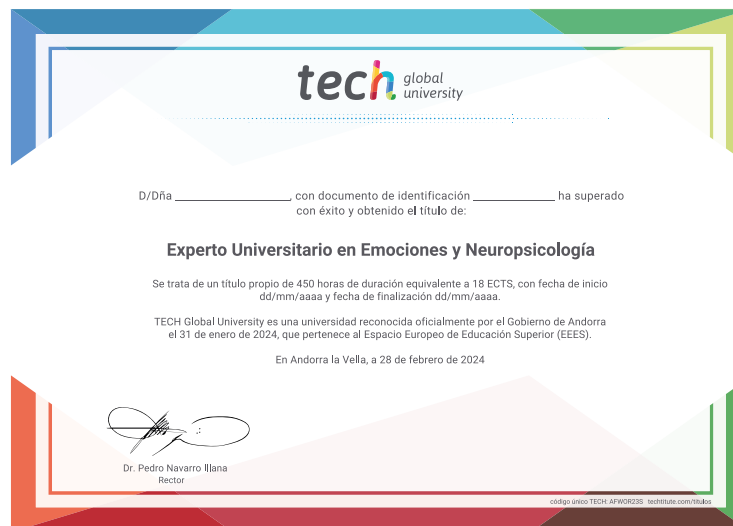 tech global university
D/Dña ______________, con documento de identificación __________ ha superado
con éxito y obtenido el título de:
Experto Universitario en Emociones y Neuropsicología
Se trata de un título propio de 450 horas de duración equivalente a 18 ECTS, con fecha de inicio
dd/mm/aaaa y fecha de finalización dd/mm/aaaa.
TECH Global University es una universidad reconocida oficialmente por el Gobierno de Andorra
el 31 de enero de 2024, que pertenece al Espacio Europeo de Educación Superior (EEES).
En Andorra la Vella, a 28 de febrero de 2024
Dr. Pedro Navarro Illana
Rector
código único TECH: AFWOR23S techtitute.com/titulos